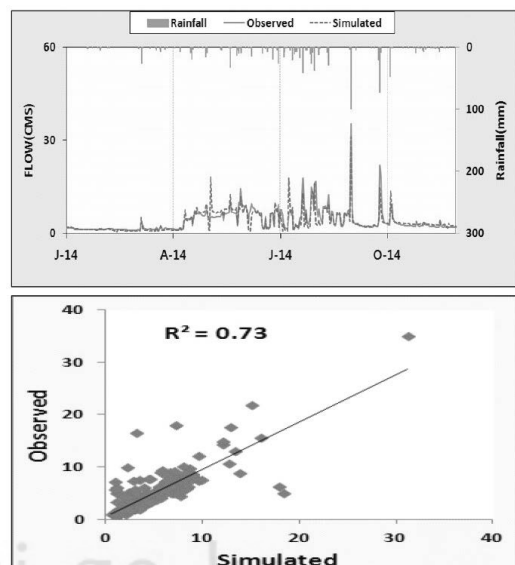 Rainfall Observed Simulated
60 0
FLOW(CMS) Rainfall(mm)
100
30
200
0 300
J-14 A-14 J-14 O-14
40
R² = 0.73
30
Observed
20
10
0
0 10 20 30 40
Simulated